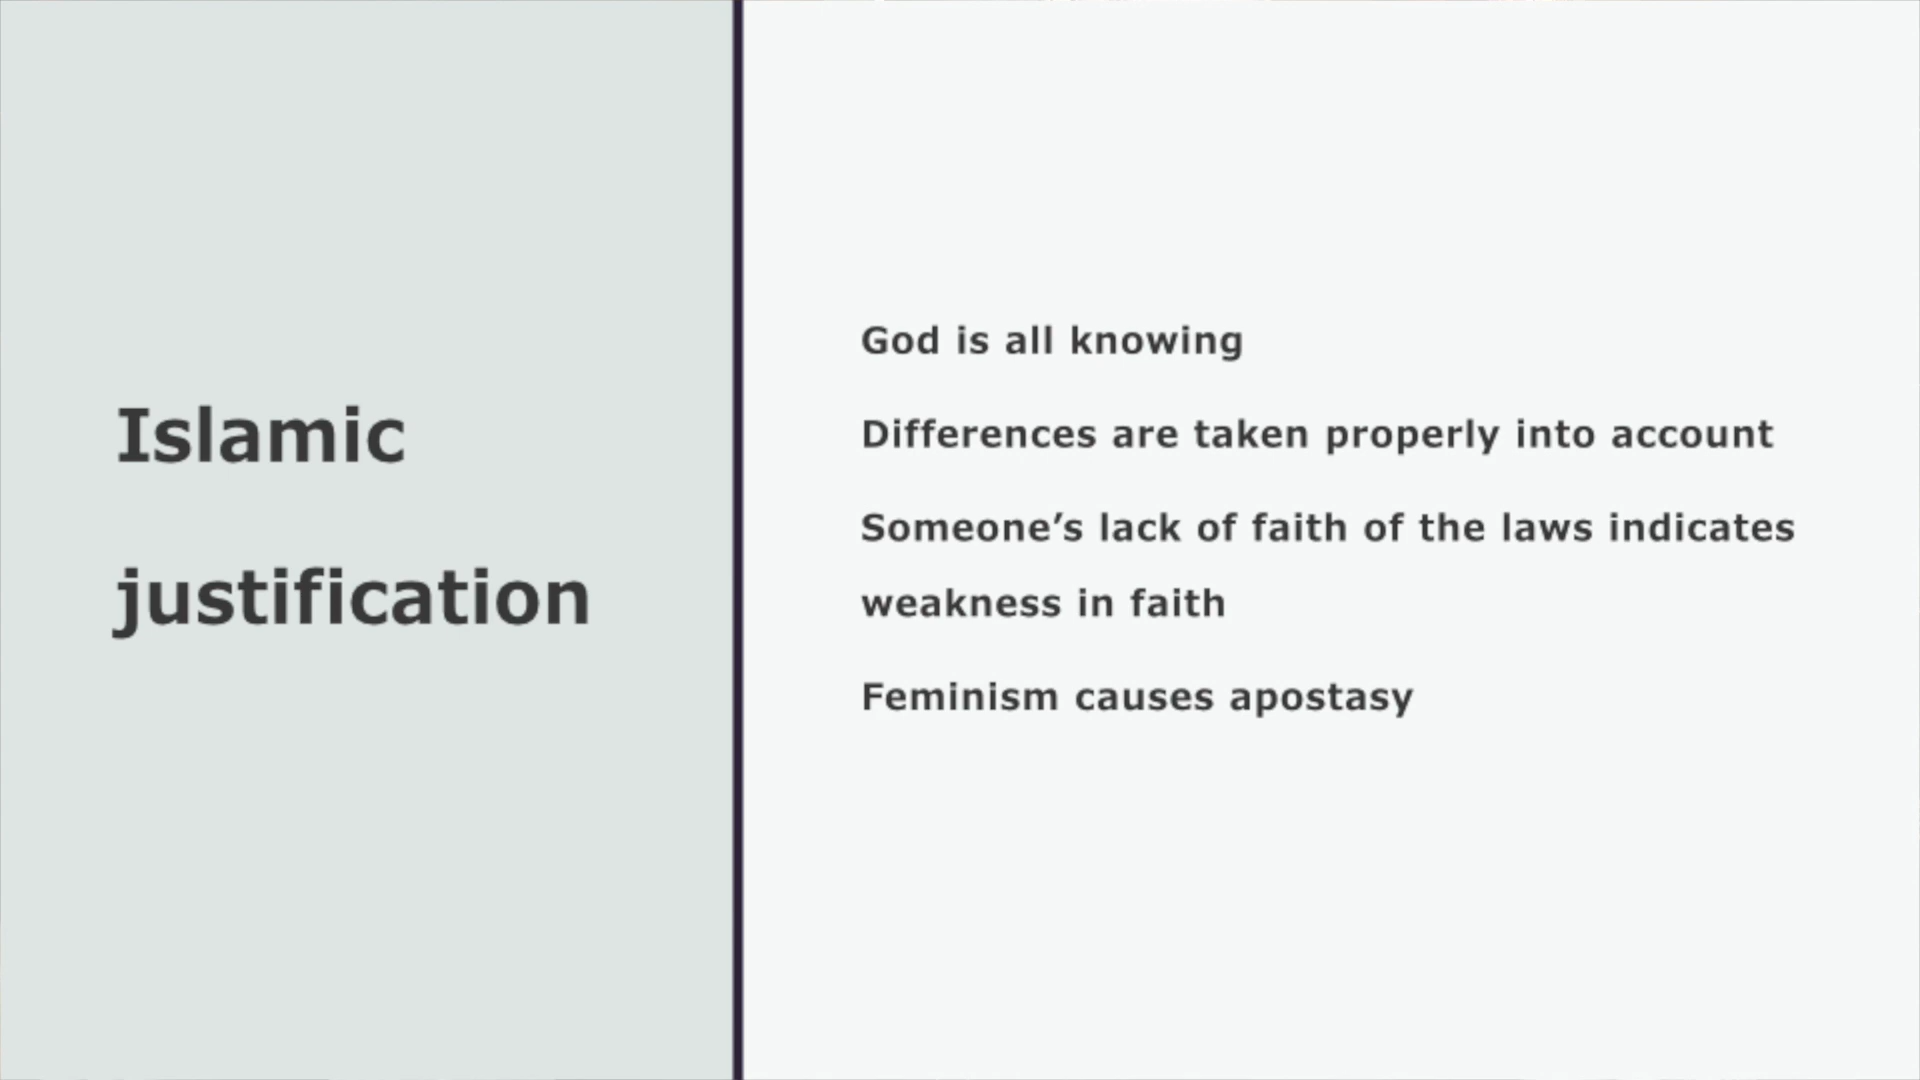 Islamic
justification
God is all knowing
Differences are taken properly into account
Someone’s lack of faith of the laws indicates
weakness in faith
Feminism causes apostasy